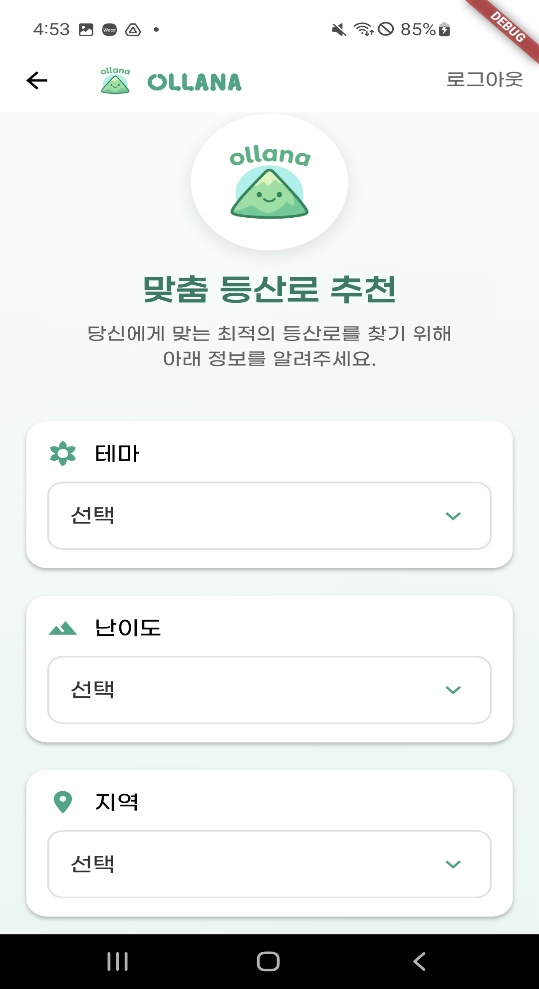 4:53
85%
DEBUG
ollana
OLLANA
로그아웃
ollana
맞춤 등산로 추천
당신에게 맞는 최적의 등산로를 찾기 위해
아래 정보를 알려주세요.
테마
선택
난이도
선택
지역
선택